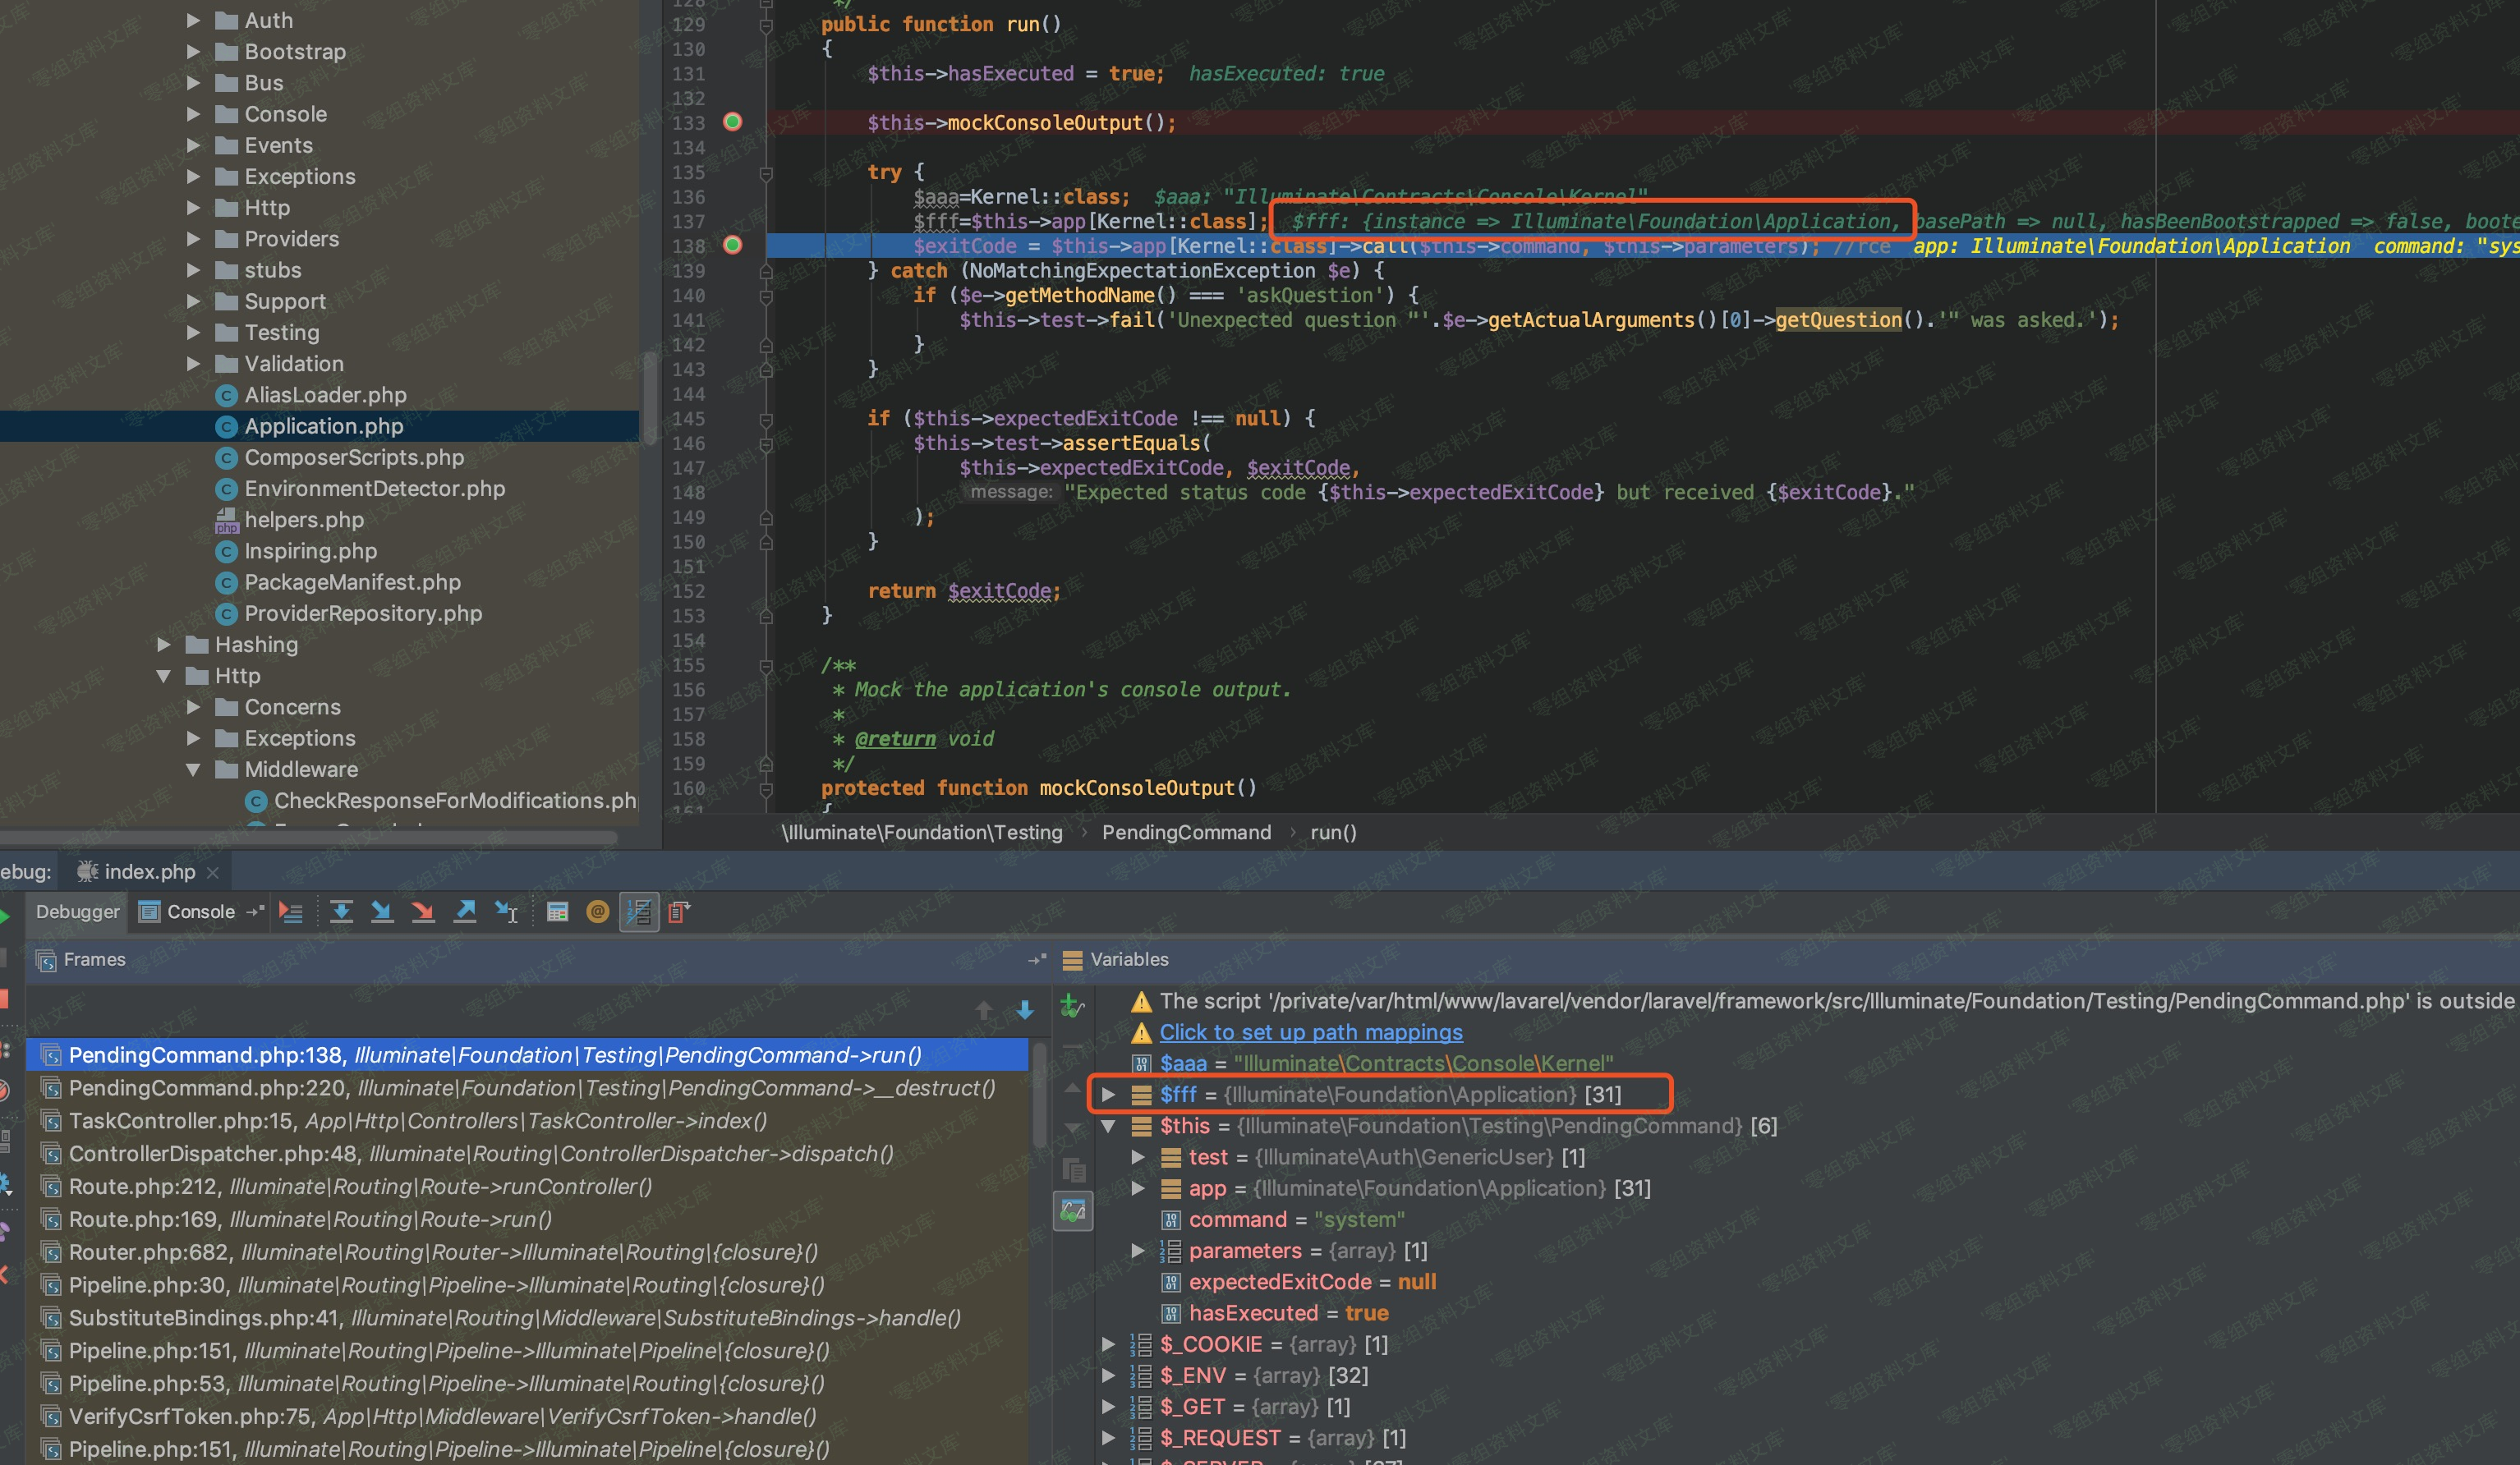 Auth
Bootstrap
Bus
Console
Events
Exceptions
Http
Providers
stubs
Support
Testing
Validation
AliasLoader.php
Application.php
ComposerScripts.php
EnvironmentDetector.php
helpers.php
Inspiring.php
PackageManifest.php
ProviderRepository.php
Hashing
Http
Concerns
Exceptions
Middleware
CheckResponseForModifications.ph
128 */
129 public function run()
130 {
131 $this->hasExecuted = true; hasExecuted: true
132
133 $this->mockConsoleOutput();
134
135 try {
136 $aaa=Kernel::class; $aaa: "Illuminate\Contracts\Console\Kernel"
137 $fff=$this->app[Kernel::class]; $fff: {instance => Illuminate\Foundation\Application, basePath => null, hasBeenBootstrapped => false, boote
138 $exitCode = $this->app[Kernel::class]->call($this->command, $this->parameters); //rce app: Illuminate\Foundation\Application command: "sys
139 } catch (NoMatchingExpectationException $e) {
140 if ($e->getMethodName() === 'askQuestion') {
141 $this->test->fail('Unexpected question "'.$e->getActualArguments()[0]->getQuestion().'" was asked.');
142 }
143 }
144
145 if ($this->expectedExitCode !== null) {
146 $this->test->assertEquals(
147 $this->expectedExitCode, $exitCode,
148 message: "Expected status code {$this->expectedExitCode} but received {$exitCode}."
149 );
150 }
151
152 return $exitCode;
153 }
154
155 /**
156 * Mock the application's console output.
157 *
158 * @return void
159 */
160 protected function mockConsoleOutput()
161 {
\Illuminate\Foundation\Testing › PendingCommand › run()
ebug: index.php
Debugger Console
Frames
PendingCommand.php:138, Illuminate\Foundation\Testing\PendingCommand->run()
PendingCommand.php:220, Illuminate\Foundation\Testing\PendingCommand->__destruct()
TaskController.php:15, App\Http\Controllers\TaskController->index()
ControllerDispatcher.php:48, Illuminate\Routing\ControllerDispatcher->dispatch()
Route.php:212, Illuminate\Routing\Route->runController()
Route.php:169, Illuminate\Routing\Route->run()
Router.php:682, Illuminate\Routing\Router->Illuminate\Routing\{closure}()
Pipeline.php:30, Illuminate\Routing\Pipeline->Illuminate\Routing\{closure}()
SubstituteBindings.php:41, Illuminate\Routing\Middleware\SubstituteBindings->handle()
Pipeline.php:151, Illuminate\Routing\Pipeline->Illuminate\Pipeline\{closure}()
Pipeline.php:53, Illuminate\Routing\Pipeline->Illuminate\Routing\{closure}()
VerifyCsrfToken.php:75, App\Http\Middleware\VerifyCsrfToken->handle()
Pipeline.php:151, Illuminate\Routing\Pipeline->Illuminate\Pipeline\{closure}()
Variables
The script '/private/var/html/www/lavarel/vendor/laravel/framework/src/Illuminate/Foundation/Testing/PendingCommand.php' is outside
Click to set up path mappings
$aaa = "Illuminate\Contracts\Console\Kernel"
$fff = {Illuminate\Foundation\Application} [31]
$this = {Illuminate\Foundation\Testing\PendingCommand} [6]
test = {Illuminate\Auth\GenericUser} [1]
app = {Illuminate\Foundation\Application} [31]
command = "system"
parameters = {array} [1]
expectedExitCode = null
hasExecuted = true
$_COOKIE = {array} [1]
$_ENV = {array} [32]
$_GET = {array} [1]
$_REQUEST = {array} [1]
零组资料文库